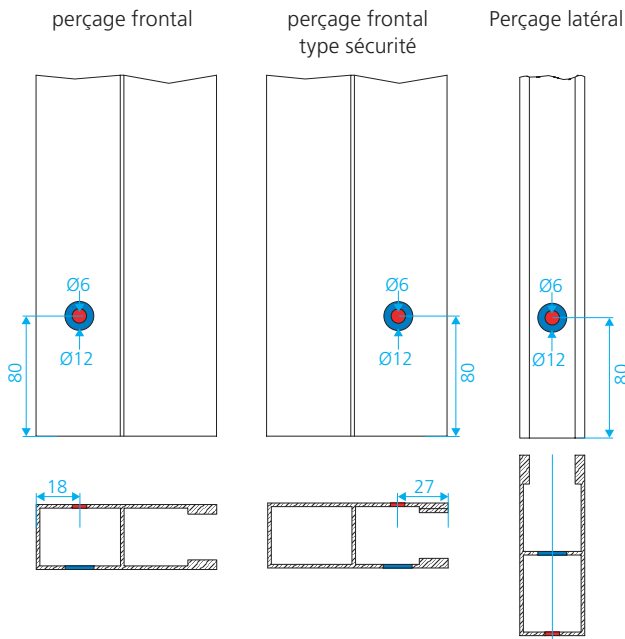 perçage frontal
perçage frontal
type sécurité
Perçage latéral
Ø6
Ø12
80
Ø6
Ø12
80
Ø6
Ø12
80
18
27